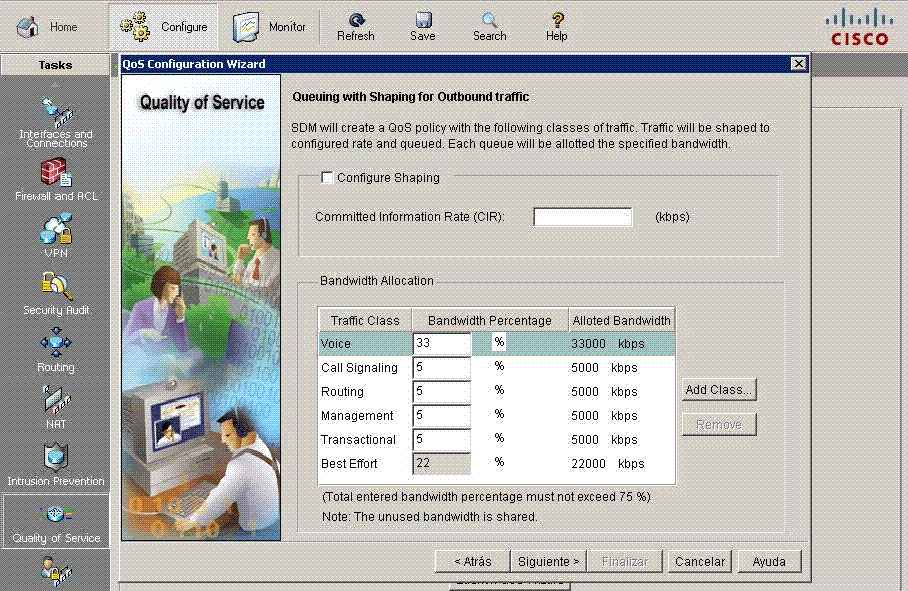 Home
Configure
Monitor
Refresh
Save
Search
Help
CISCO
Tasks
QoS Configuration Wizard
Interfaces and
Connections
Firewall and ACL
VPN
Security Audit
Routing
NAT
Intrusion Prevention
Quality of Service
Quality of Service
Queuing with Shaping for Outbound traffic
SDM will create a QoS policy with the following classes of traffic. Traffic will be shaped to
configured rate and queued. Each queue will be allotted the specified bandwidth.
Configure Shaping
Committed Information Rate (CIR): (kbps)
Bandwidth Allocation
Traffic Class Bandwidth Percentage Alloted Bandwidth
Voice 33 % 33000 kbps
Call Signaling 5 % 5000 kbps
Routing 5 % 5000 kbps
Management 5 % 5000 kbps
Transactional 5 % 5000 kbps
Best Effort 22 % 22000 kbps
Add Class...
Remove
(Total entered bandwidth percentage must not exceed 75 %)
Note: The unused bandwidth is shared.
< Atrás Siguiente > Finalizar Cancelar Ayuda